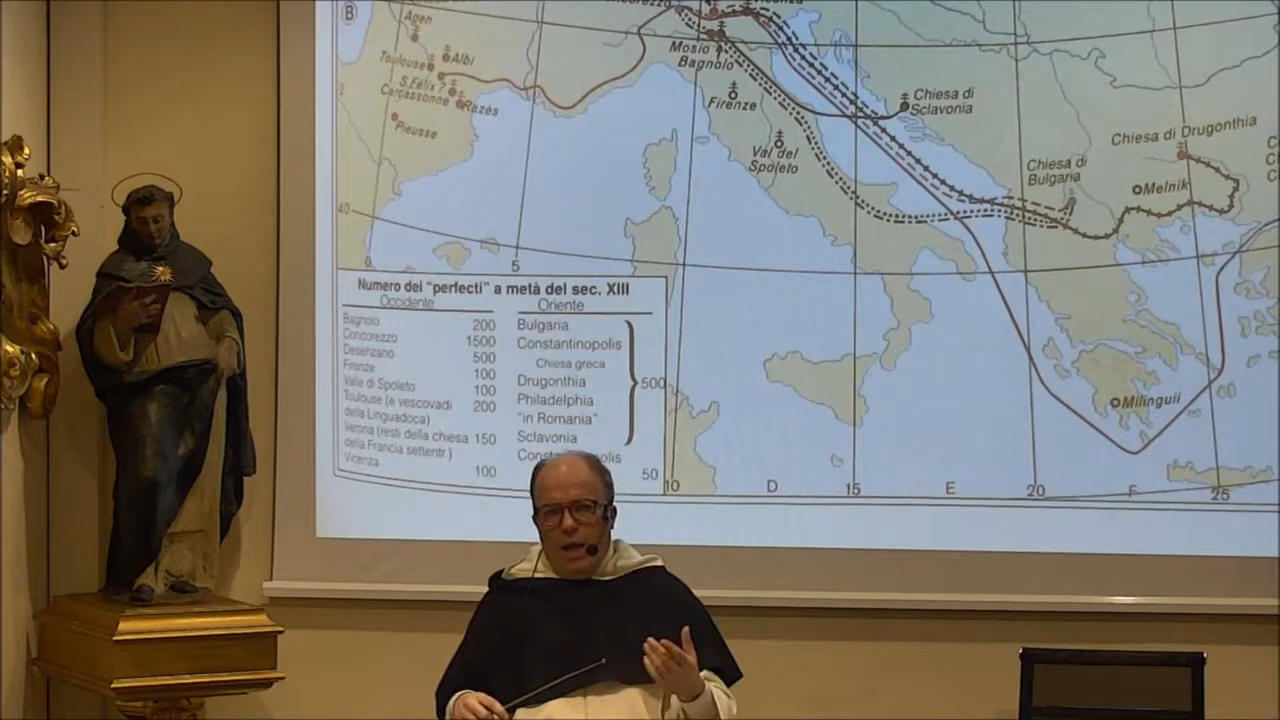 B
Agen
Toulouse
Albi
S.Félix ?
Carcassonne
Razès
Pieusse
2
40
0
5
Mosio
Bagnolo
Firenze
Val del
Spoleto
Chiesa di
Sclavonia
Chiesa di Drugonthia
Chiesa di
Bulgaria
Melnik
Milinguii
10
D
15
E
20
F
25
Numero dei "perfecti" a metà del sec. XIII
Occidente
Bagnolo 200
Concorezzo 1500
Desenzano 500
Firenze 100
Valle di Spoleto 100
Toulouse (e vescovadi 200
della Linguadoca)
Verona (resti della chiesa 150
della Francia settentr.)
Vicenza 100
Oriente
Bulgaria
Constantinopolis
Chiesa greca
Drugonthia
Philadelphia
"in Romania"
Sclavonia
500
50